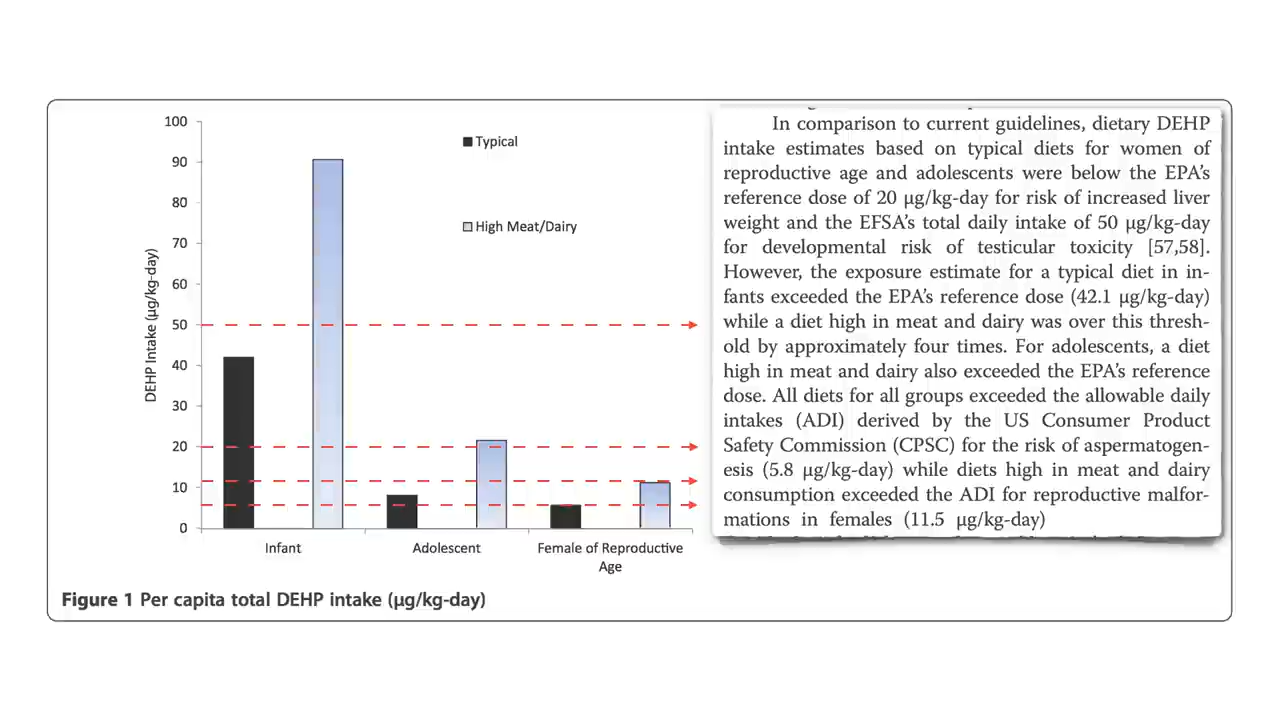 100
90
80
70
60
50
40
30
20
10
0
DEHP Intake (µg/kg-day)
Typical
High Meat/Dairy
Infant
Adolescent
Female of Reproductive
Age
Figure 1 Per capita total DEHP intake (µg/kg-day)
In comparison to current guidelines, dietary DEHP
intake estimates based on typical diets for women of
reproductive age and adolescents were below the EPA's
reference dose of 20 µg/kg-day for risk of increased liver
weight and the EFSA's total daily intake of 50 µg/kg-day
for developmental risk of testicular toxicity [57,58].
However, the exposure estimate for a typical diet in in-
fants exceeded the EPA's reference dose (42.1 µg/kg-day)
while a diet high in meat and dairy was over this thresh-
old by approximately four times. For adolescents, a diet
high in meat and dairy also exceeded the EPA's reference
dose. All diets for all groups exceeded the allowable daily
intakes (ADI) derived by the US Consumer Product
Safety Commission (CPSC) for the risk of aspermatogen-
esis (5.8 µg/kg-day) while diets high in meat and dairy
consumption exceeded the ADI for reproductive malfor-
mations in females (11.5 µg/kg-day)